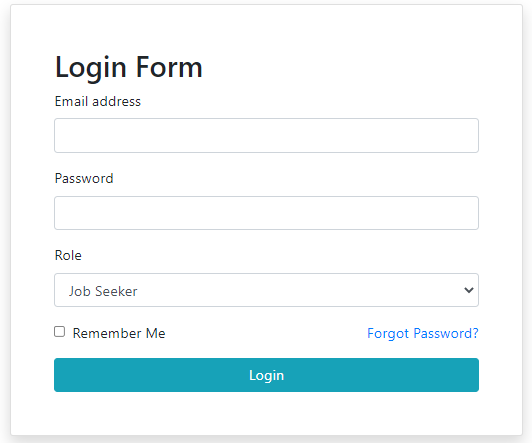 Login Form
Email address
Password
Role
Job Seeker
Remember Me Forgot Password?
Login